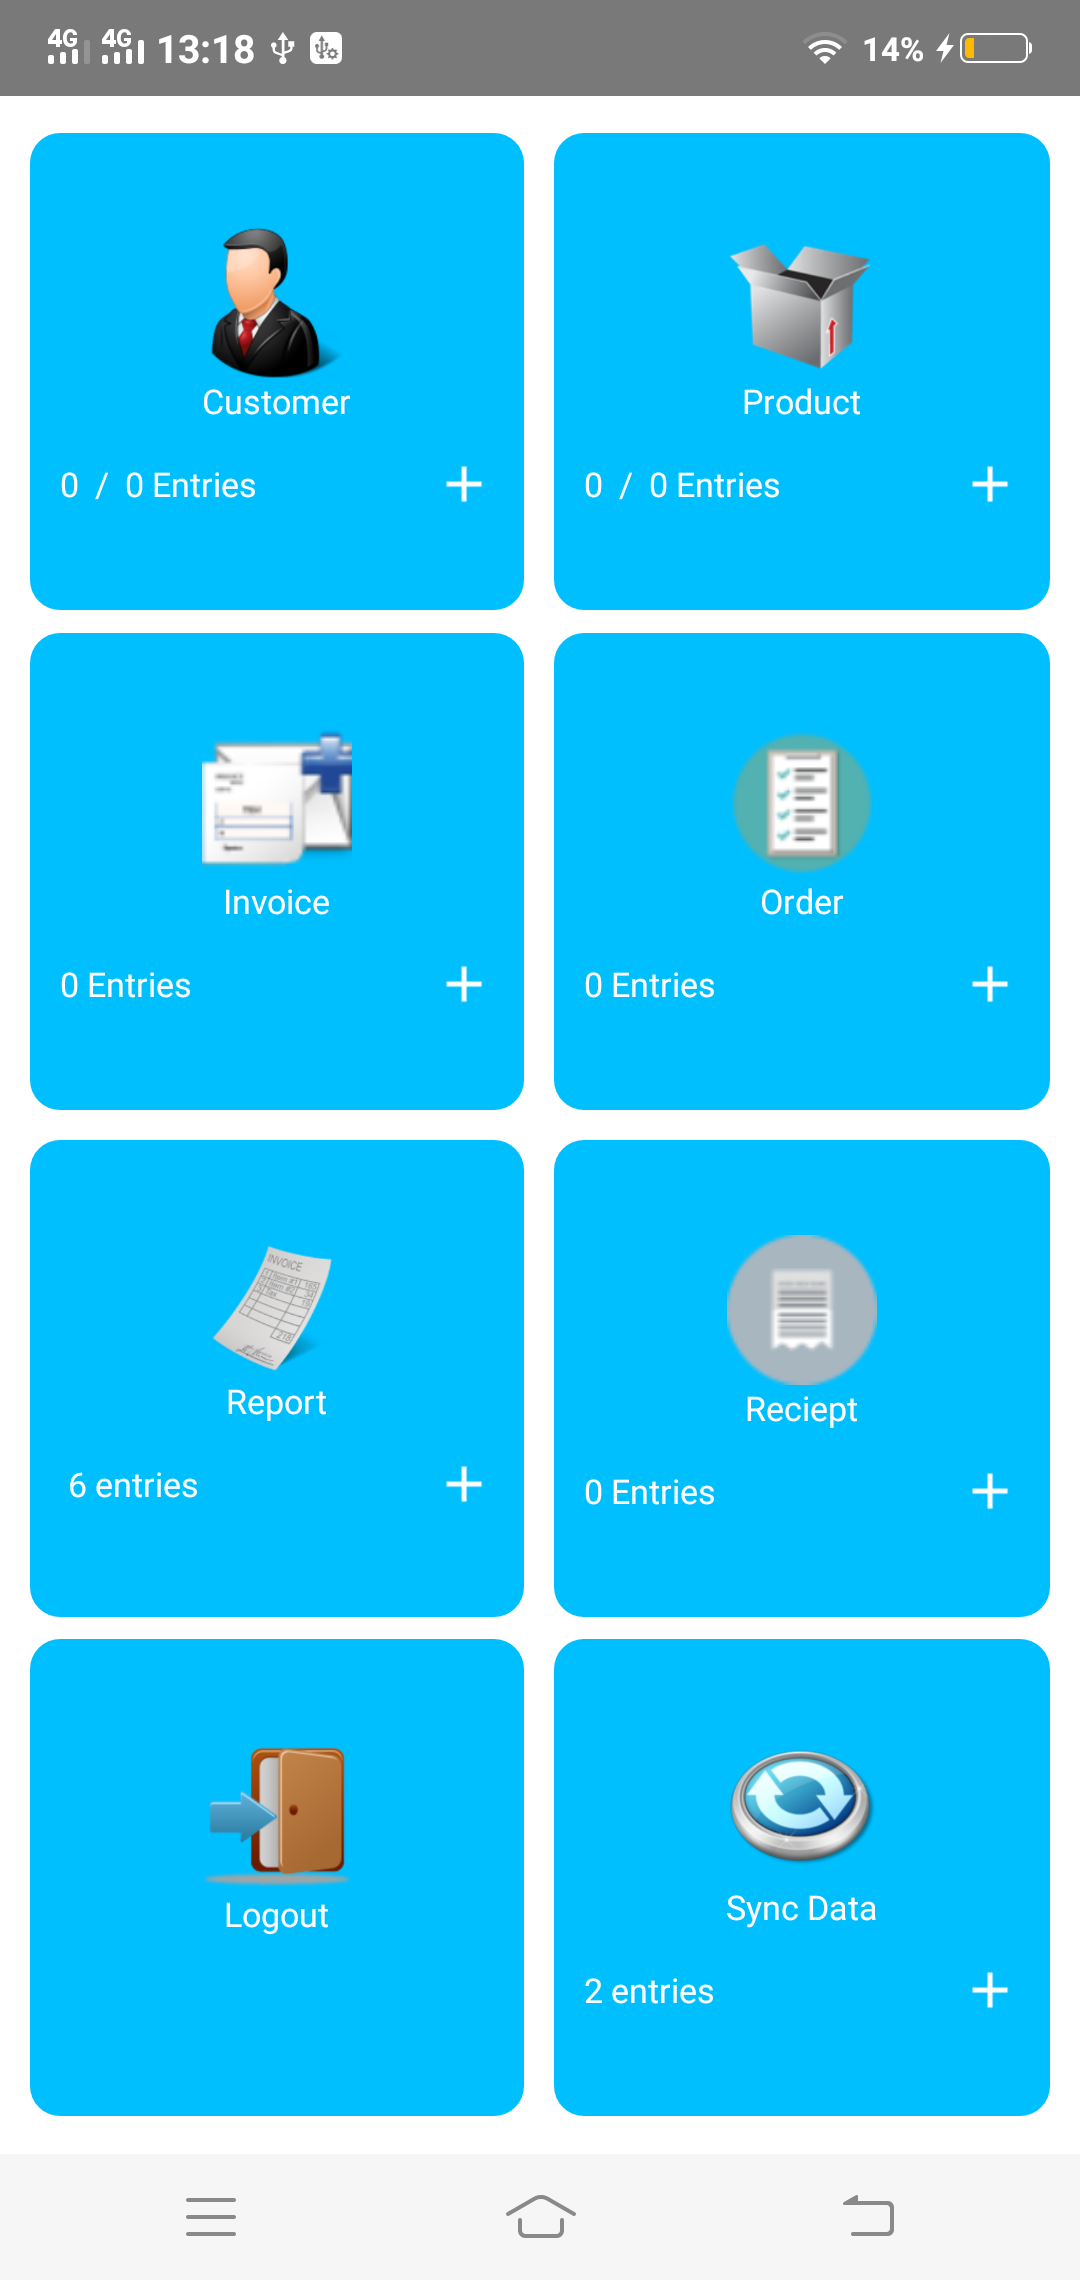 4G 4G 13:18 14%
Customer
0 / 0 Entries
Product
0 / 0 Entries
Invoice
0 Entries
Order
0 Entries
INVOICE
Report
6 entries
Reciept
0 Entries
Logout
Sync Data
2 entries